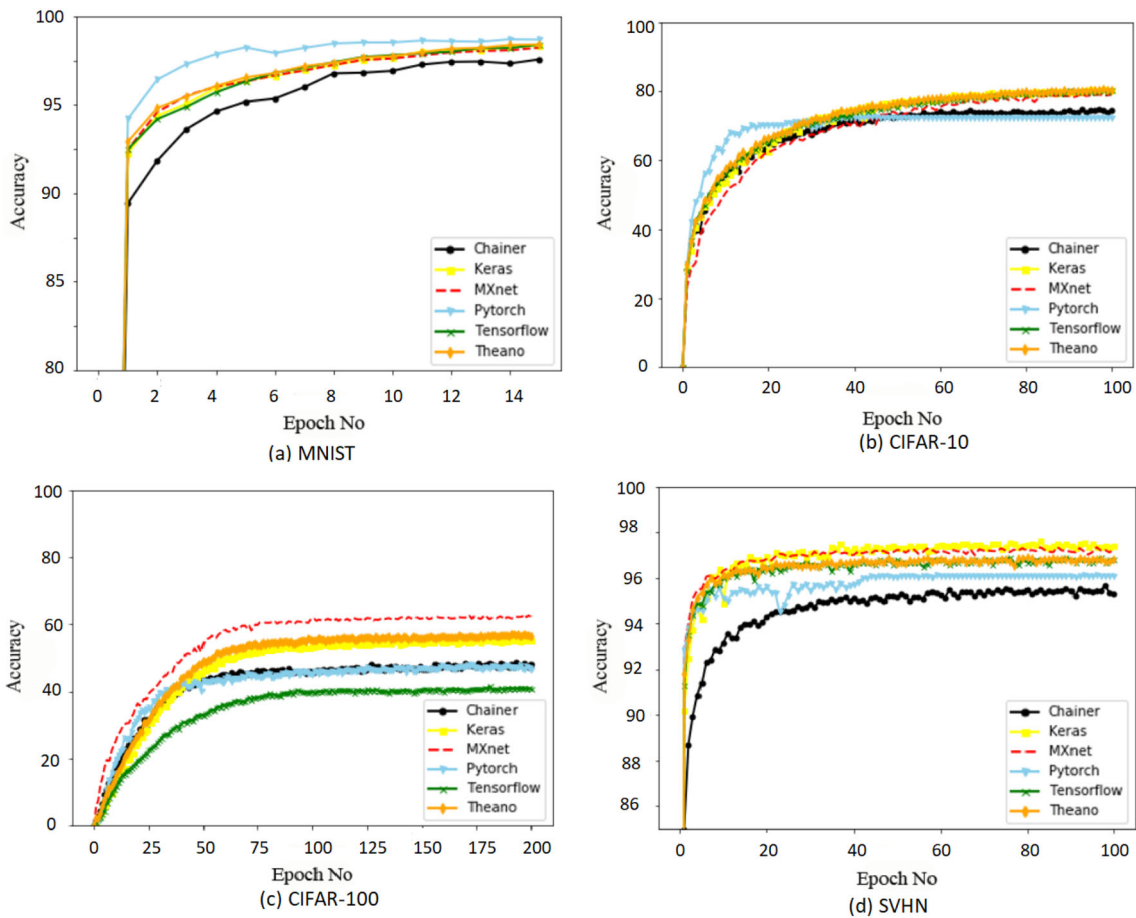 100
95
90
85
80
Accuracy
0
2
4
6
8
10
12
14
Epoch No
Chainer
Keras
MXnet
Pytorch
Tensorflow
Theano
(a) MNIST
100
80
60
40
20
0
Accuracy
0
20
40
60
80
100
Epoch No
Chainer
Keras
MXnet
Pytorch
Tensorflow
Theano
(b) CIFAR-10
100
80
60
40
20
0
Accuracy
0
25
50
75
100
125
150
175
200
Epoch No
Chainer
Keras
MXnet
Pytorch
Tensorflow
Theano
(c) CIFAR-100
100
98
96
94
92
90
88
86
Accuracy
0
20
40
60
80
100
Epoch No
Chainer
Keras
MXnet
Pytorch
Tensorflow
Theano
(d) SVHN